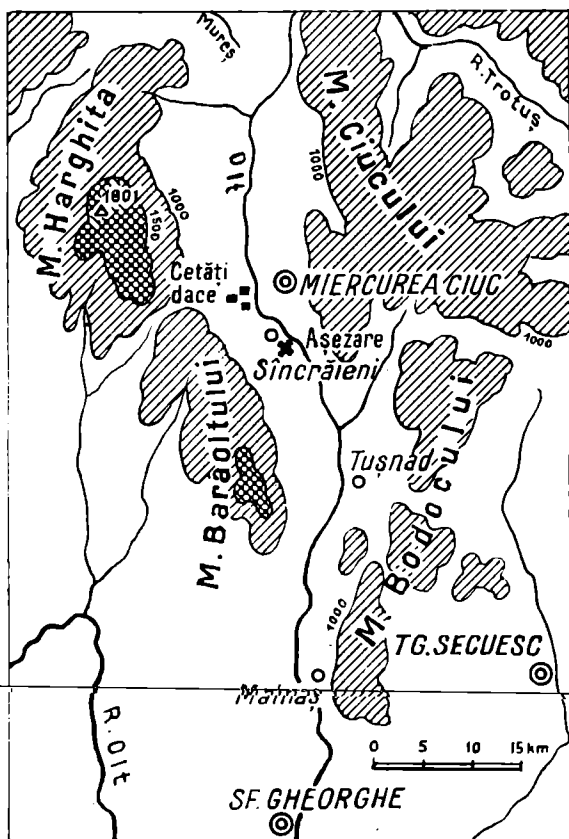 Mureș
R. Trotuș
M. Harghita
M. Ciucului
1801
1500
1000
1000
Olt
Cetăți
dace
MIERCUREA CIUC
Așezare
Sîncrăieni
1000
M. Baraoltului
Tușnad
M. Bodocului
1000
TG. SECUESC
Malnaș
R. Olt
0 5 10 15 km
SF. GHEORGHE